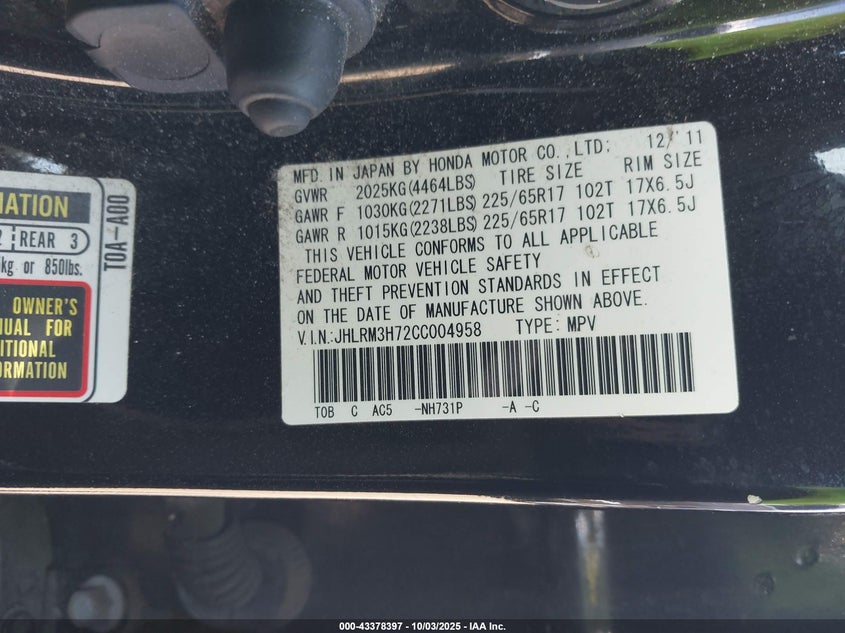 MFD. IN JAPAN BY HONDA MOTOR CO.,LTD: 12/'11
GVWR 2025KG(4464LBS) TIRE SIZE RIM SIZE
GAWR F 1030KG(2271LBS) 225/65R17 102T 17X6.5J
GAWR R 1015KG(2238LBS) 225/65R17 102T 17X6.5J
THIS VEHICLE CONFORMS TO ALL APPLICABLE
FEDERAL MOTOR VEHICLE SAFETY
AND THEFT PREVENTION STANDARDS IN EFFECT
ON THE DATE OF MANUFACTURE SHOWN ABOVE.
V.I.N.:JHLRM3H72CC004958 TYPE: MPV
TOB C AC5 -NH731P -A -C
MATION
2 REAR 3
kg or 850lbs.
OWNER'S
NUAL FOR
ITIONAL
ORMATION
T0A-A00
000-43378397 - 10/03/2025 - IAA Inc.